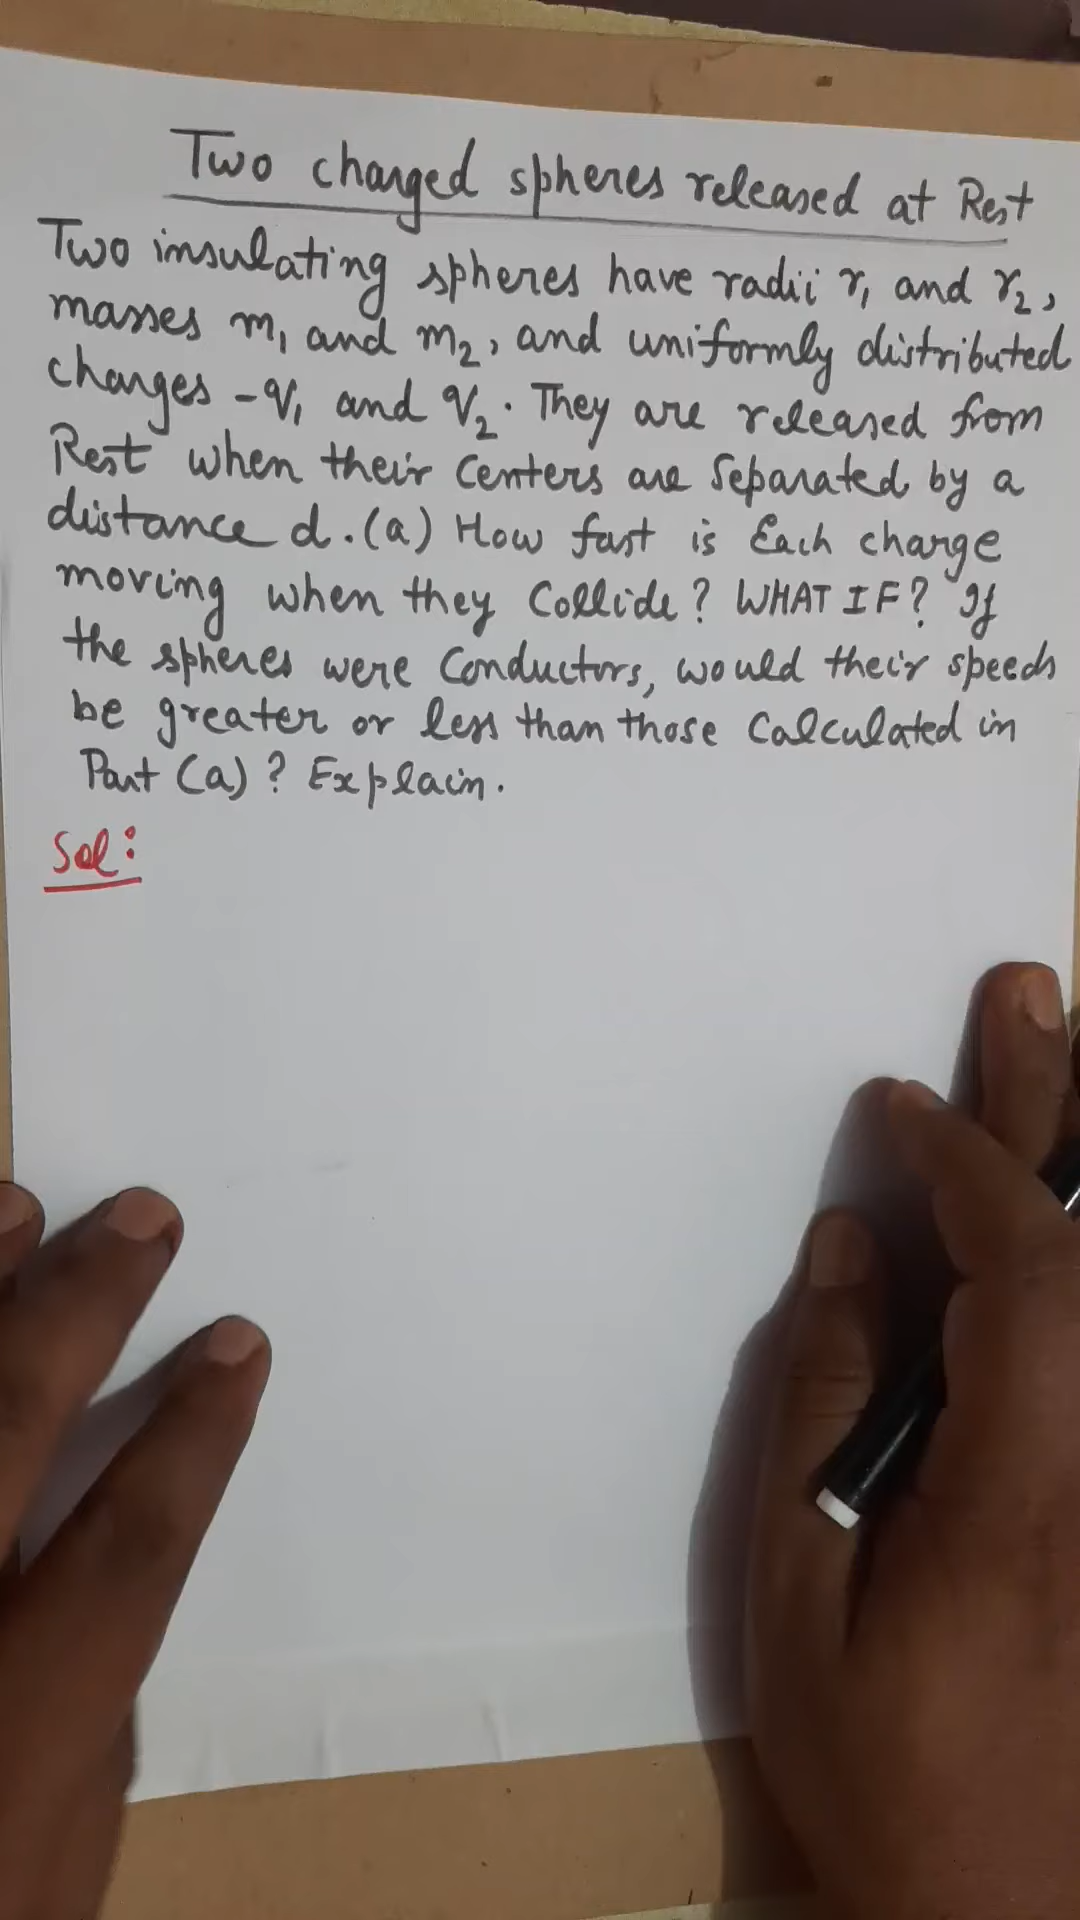 Two charged spheres released at Rest
Two insulating spheres have radii r₁ and r₂,
masses m₁ and m₂, and uniformly distributed
charges -q₁ and q₂. They are released from
Rest when their Centers are Separated by a
distance d. (a) How fast is Each charge
moving when they Collide? WHAT IF? If
the spheres were Conductors, would their speeds
be greater or less than those Calculated in
Part (a)? Explain.
Sol: